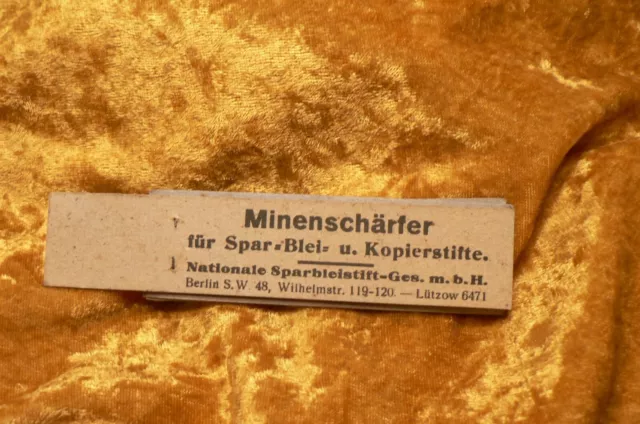 Minenschärfer
für Spar=Blei= u. Kopierstifte.
Nationale Sparbleistift-Ges. m. b. H.
Berlin S. W. 48, Wilhelmstr. 119-120. — Lützow 6471